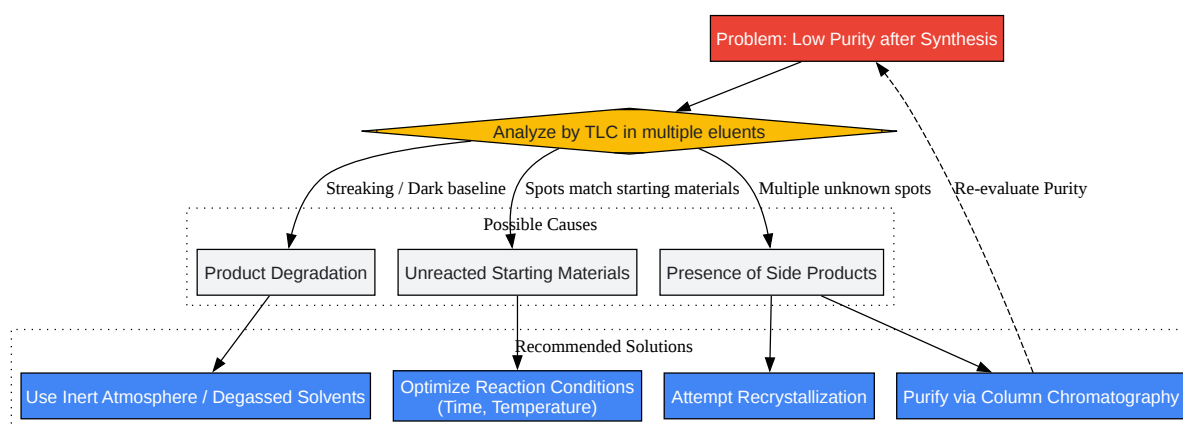 Problem: Low Purity after Synthesis
Analyze by TLC in multiple eluents
Streaking / Dark baseline
Spots match starting materials
Multiple unknown spots
Re-evaluate Purity
Possible Causes
Product Degradation
Unreacted Starting Materials
Presence of Side Products
Recommended Solutions
Use Inert Atmosphere / Degassed Solvents
Optimize Reaction Conditions
(Time, Temperature)
Attempt Recrystallization
Purify via Column Chromatography